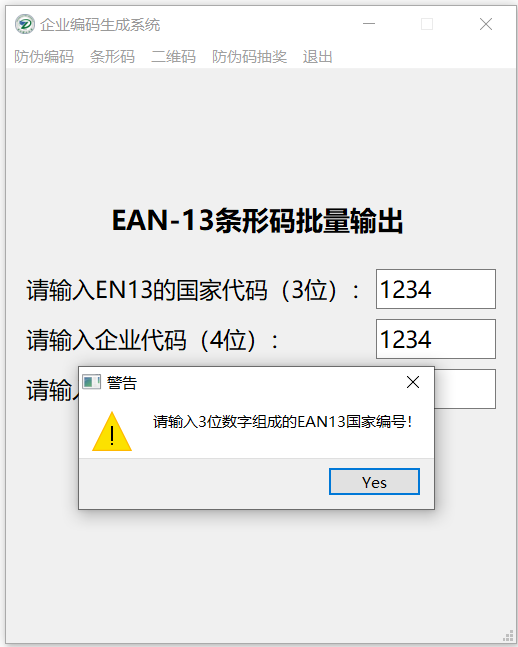 企业编码生成系统
防伪编码 条形码 二维码 防伪码抽奖 退出
EAN-13条形码批量输出
请输入EN13的国家代码（3位）： 1234
请输入企业代码（4位）： 1234
请输入
警告
请输入3位数字组成的EAN13国家编号！
Yes